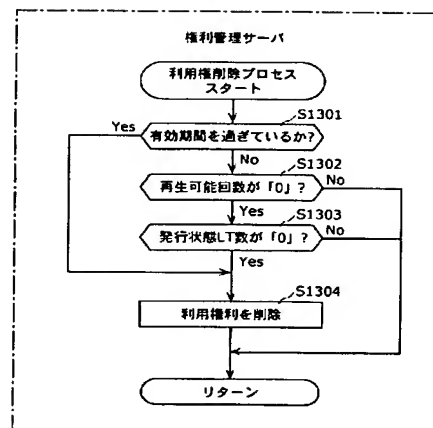 権利管理サーバ
利用権削除プロセス
スタート
S1301
Yes
有効期間を過ぎているか?
No
S1302
再生可能回数が「0」?
No
Yes
S1303
発行状態LT数が「0」?
No
Yes
S1304
利用権利を削除
リターン